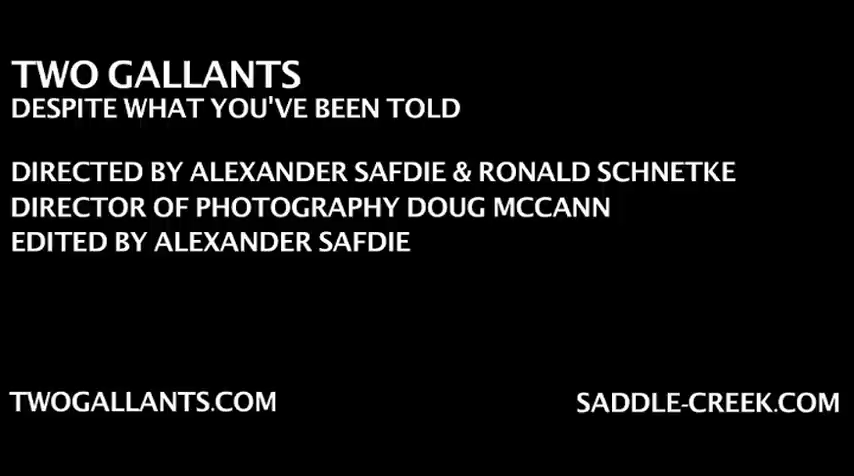 TWO GALLANTS
DESPITE WHAT YOU'VE BEEN TOLD
DIRECTED BY ALEXANDER SAFDIE & RONALD SCHNETKE
DIRECTOR OF PHOTOGRAPHY DOUG MCCANN
EDITED BY ALEXANDER SAFDIE
TWOGALLANTS.COM
SADDLE-CREEK.COM